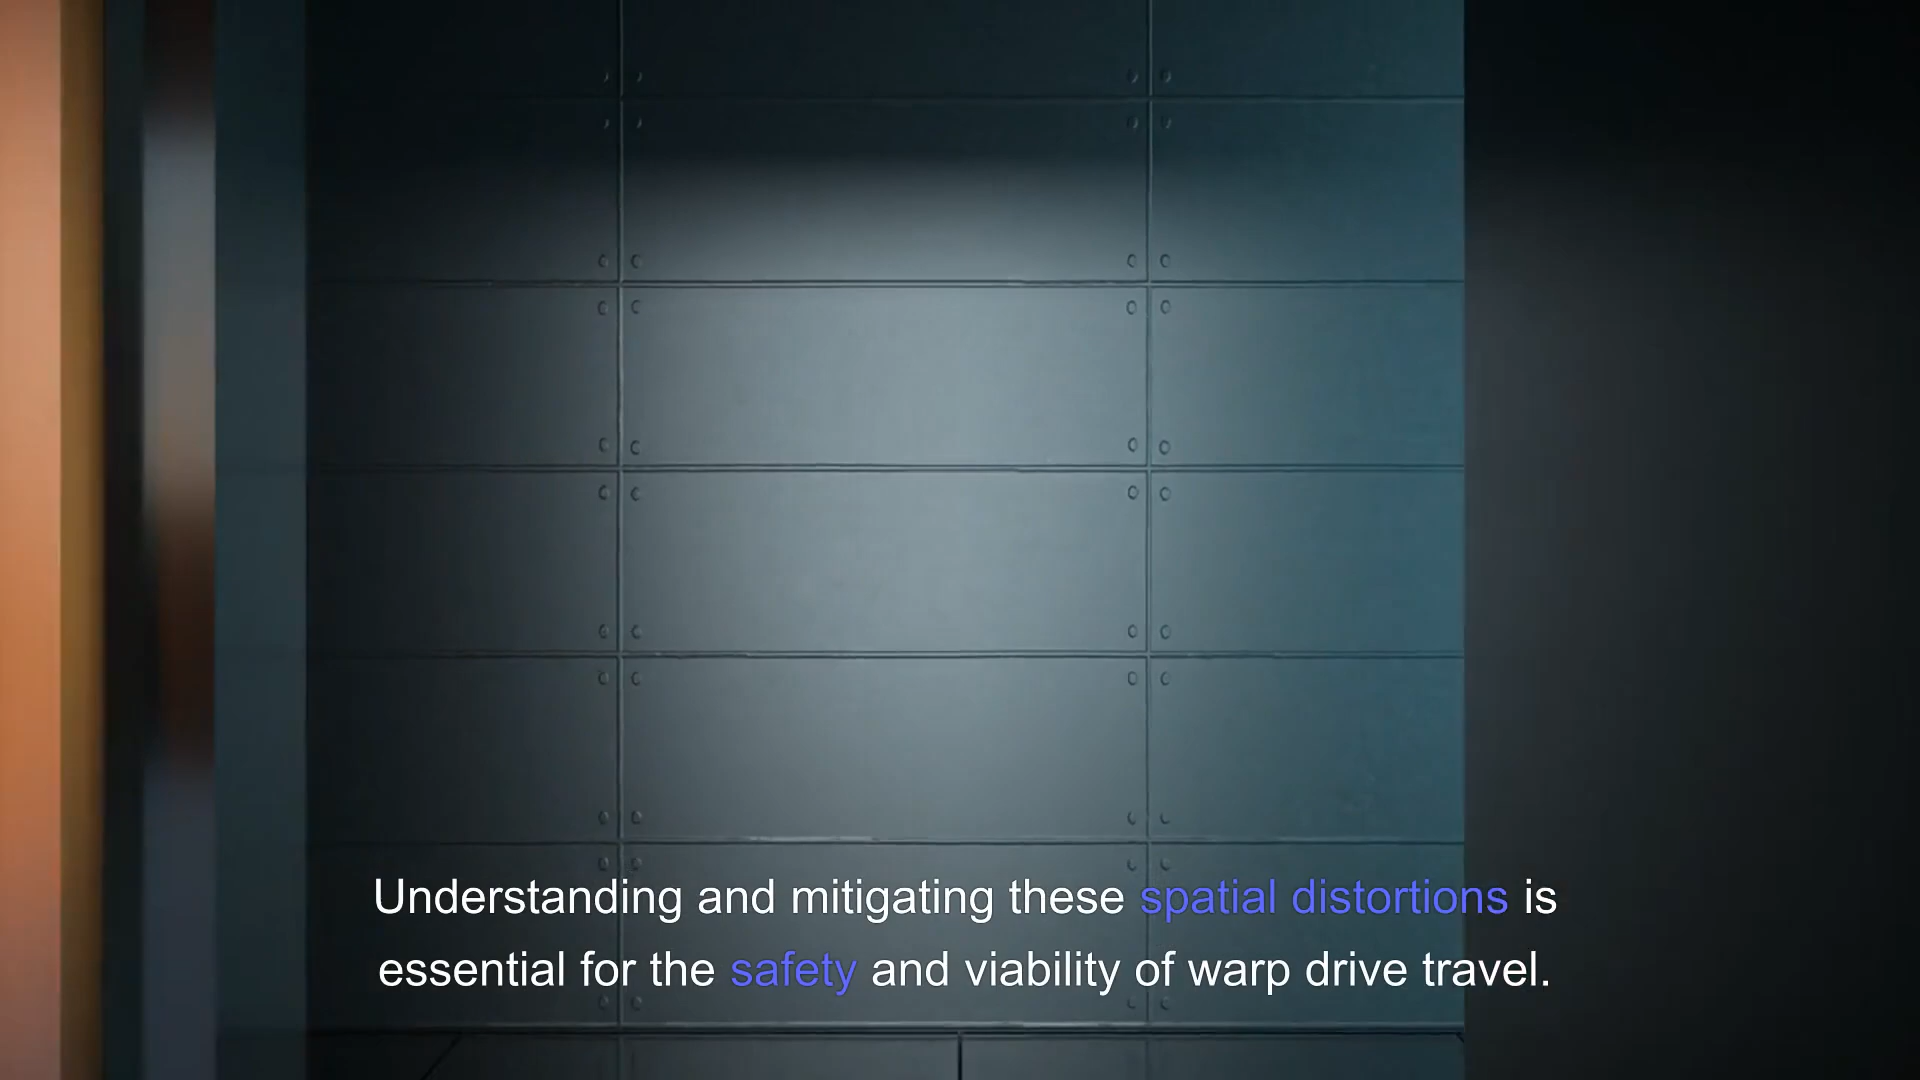 Understanding and mitigating these spatial distortions is
essential for the safety and viability of warp drive travel.